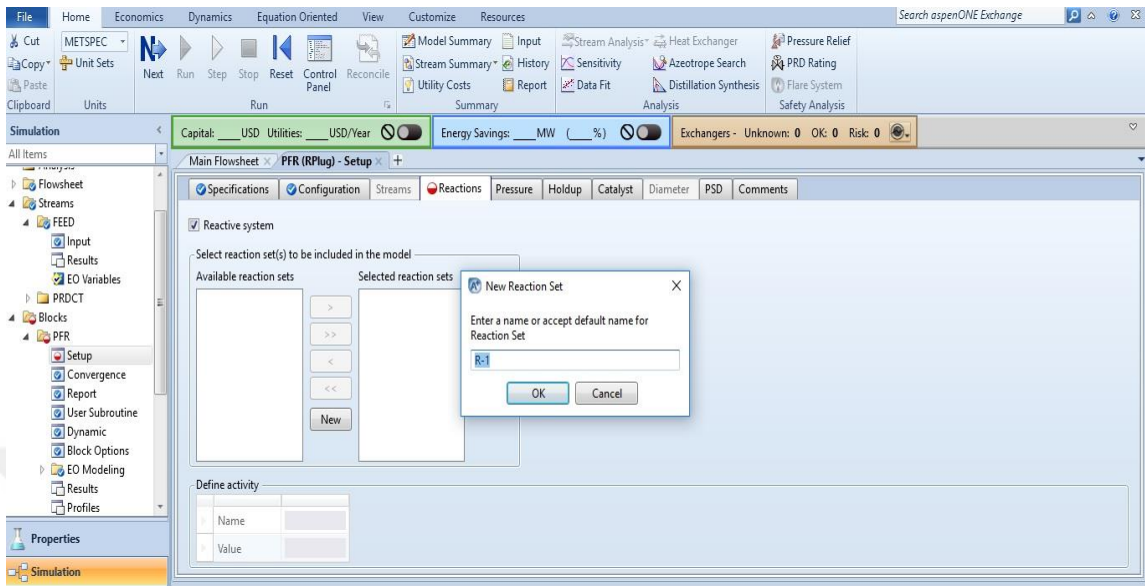 File Home Economics Dynamics Equation Oriented View Customize Resources Search aspenONE Exchange
Cut METSPEC Model Summary Input Stream Analysis Heat Exchanger Pressure Relief
Copy Unit Sets Stream Summary History Sensitivity Azeotrope Search PRD Rating
Paste Next Run Step Stop Reset Control Panel Reconcile Utility Costs Report Data Fit Distillation Synthesis Flare System
Clipboard Units Run Summary Analysis Safety Analysis
Simulation Capital: ____USD Utilities: ____USD/Year Energy Savings: ____MW (____%) Exchangers - Unknown: 0 OK: 0 Risk: 0
All Items Main Flowsheet PFR (RPlug) - Setup +
Specifications Configuration Streams Reactions Pressure Holdup Catalyst Diameter PSD Comments
Flowsheet
Streams
FEED
Input
Results
EO Variables
PRDCT
Blocks
PFR
Setup
Convergence
Report
User Subroutine
Dynamic
Block Options
EO Modeling
Results
Profiles
Properties
Simulation
Reactive system
Select reaction set(s) to be included in the model
Available reaction sets Selected reaction sets
>
>>
<
<<
New
New Reaction Set
Enter a name or accept default name for
Reaction Set
R-1
OK Cancel
Define activity
Name
Value